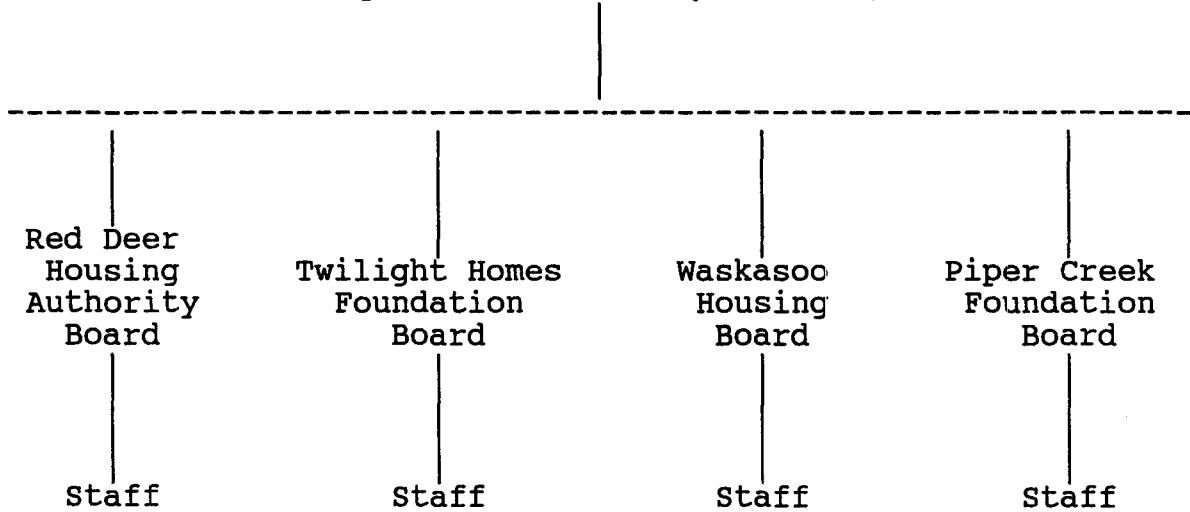 Red Deer
Housing
Authority
Board
Twilight Homes
Foundation
Board
Waskasoo
Housing
Board
Piper Creek
Foundation
Board
Staff
Staff
Staff
Staff